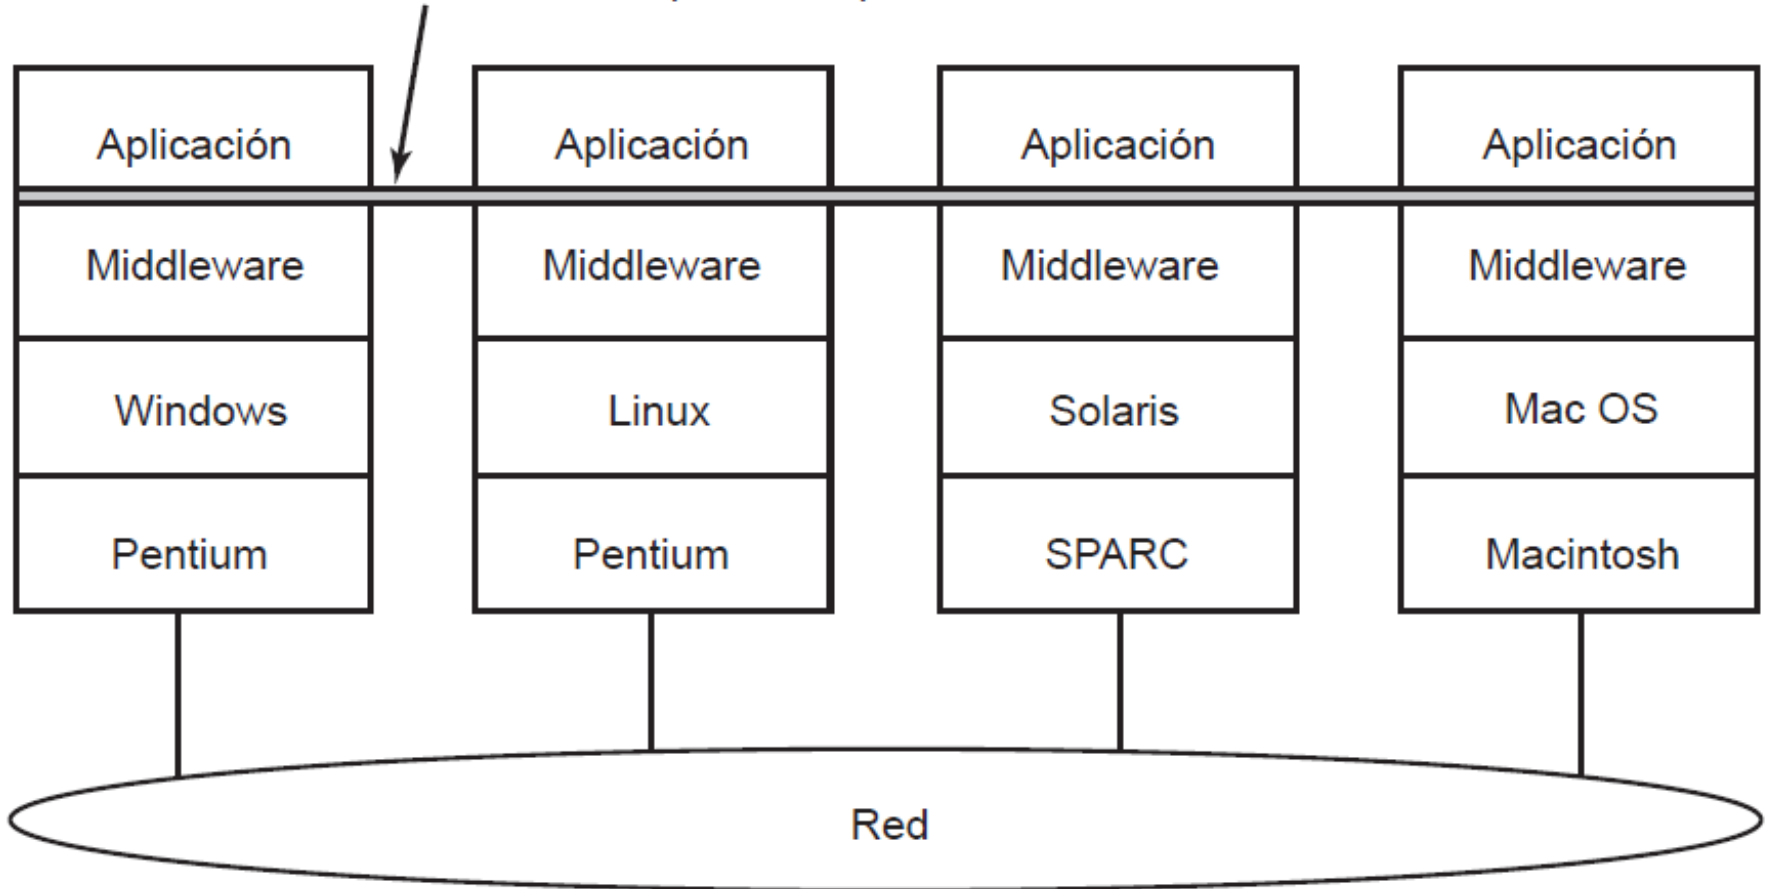 Aplicación Aplicación Aplicación Aplicación
Middleware Middleware Middleware Middleware
Windows Linux Solaris Mac OS
Pentium Pentium SPARC Macintosh
Red